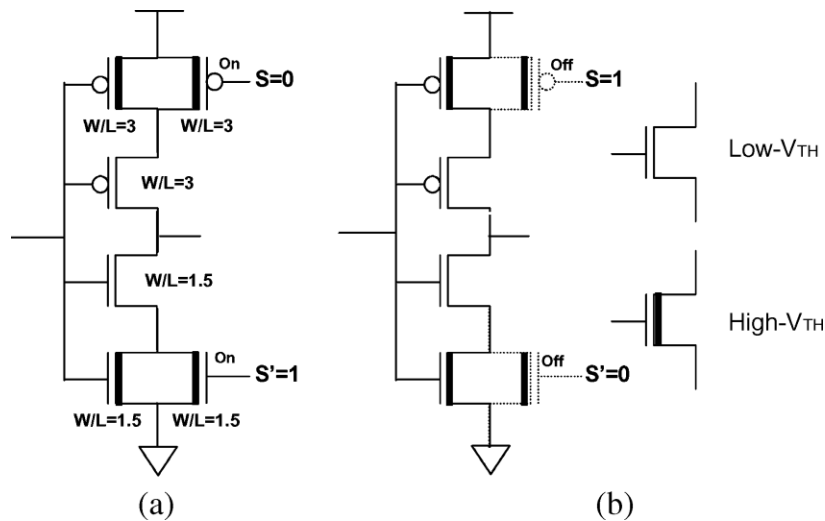 On
S=0
W/L=3 W/L=3
W/L=3
W/L=1.5
On
S'=1
W/L=1.5 W/L=1.5
(a)
Off
S=1
Off
S'=0
(b)
Low-VTH
High-VTH